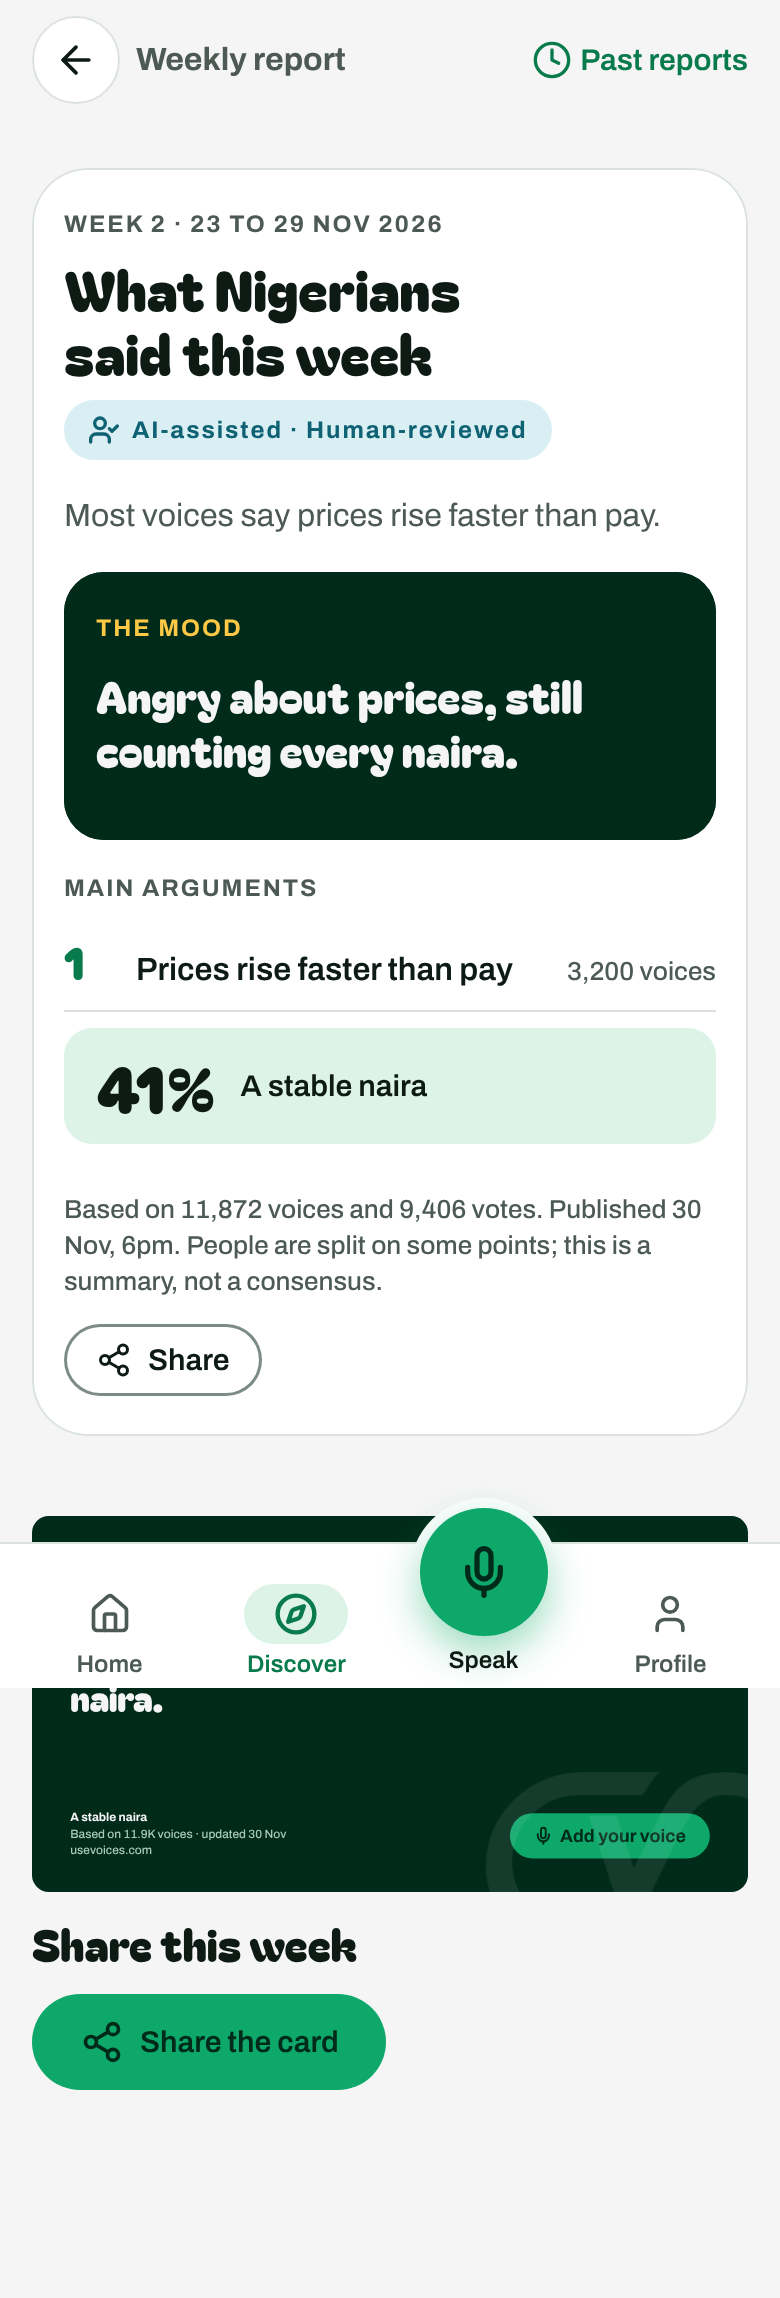 Weekly report
Past reports
WEEK 2 · 23 TO 29 NOV 2026
What Nigerians
said this week
AI-assisted · Human-reviewed
Most voices say prices rise faster than pay.
THE MOOD
Angry about prices, still
counting every naira.
MAIN ARGUMENTS
1 Prices rise faster than pay 3,200 voices
41% A stable naira
Based on 11,872 voices and 9,406 votes. Published 30
Nov, 6pm. People are split on some points; this is a
summary, not a consensus.
Share
Home
Discover
Speak
Profile
naira.
A stable naira
Based on 11.9K voices · updated 30 Nov
usevoices.com
Add your voice
Share this week
Share the card